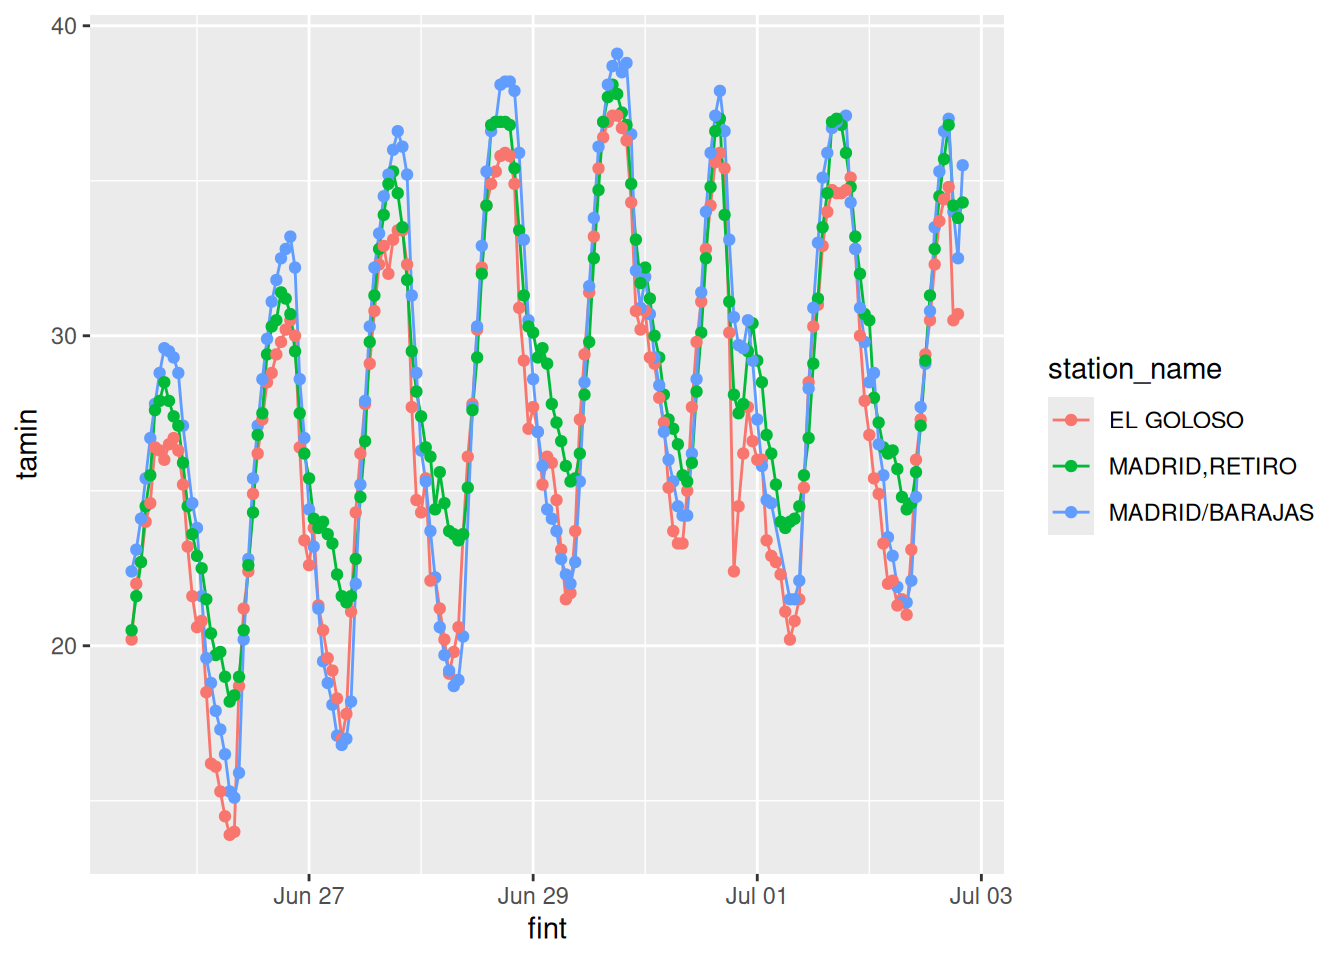 40
30
20
tamin
Jun 27
Jun 29
Jul 01
Jul 03
fint
station_name
EL GOLOSO
MADRID,RETIRO
MADRID/BARAJAS